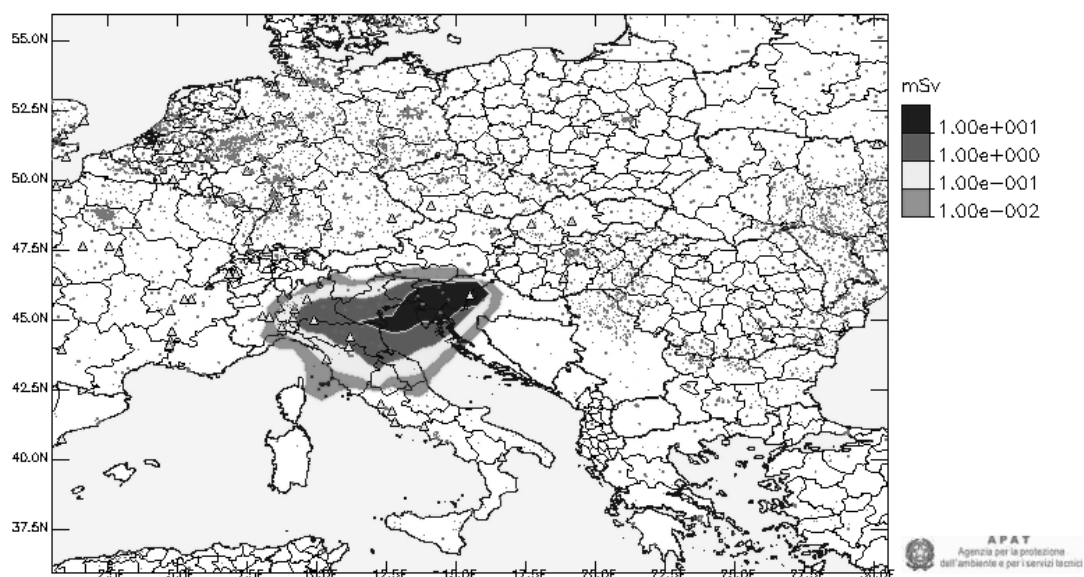 55.0N
52.5N
50.0N
47.5N
45.0N
42.5N
40.0N
37.5N
mSv
1.00e+001
1.00e+000
1.00e-001
1.00e-002
APAT
Agenzia per la protezione
dell'ambiente e per i servizi tecnici